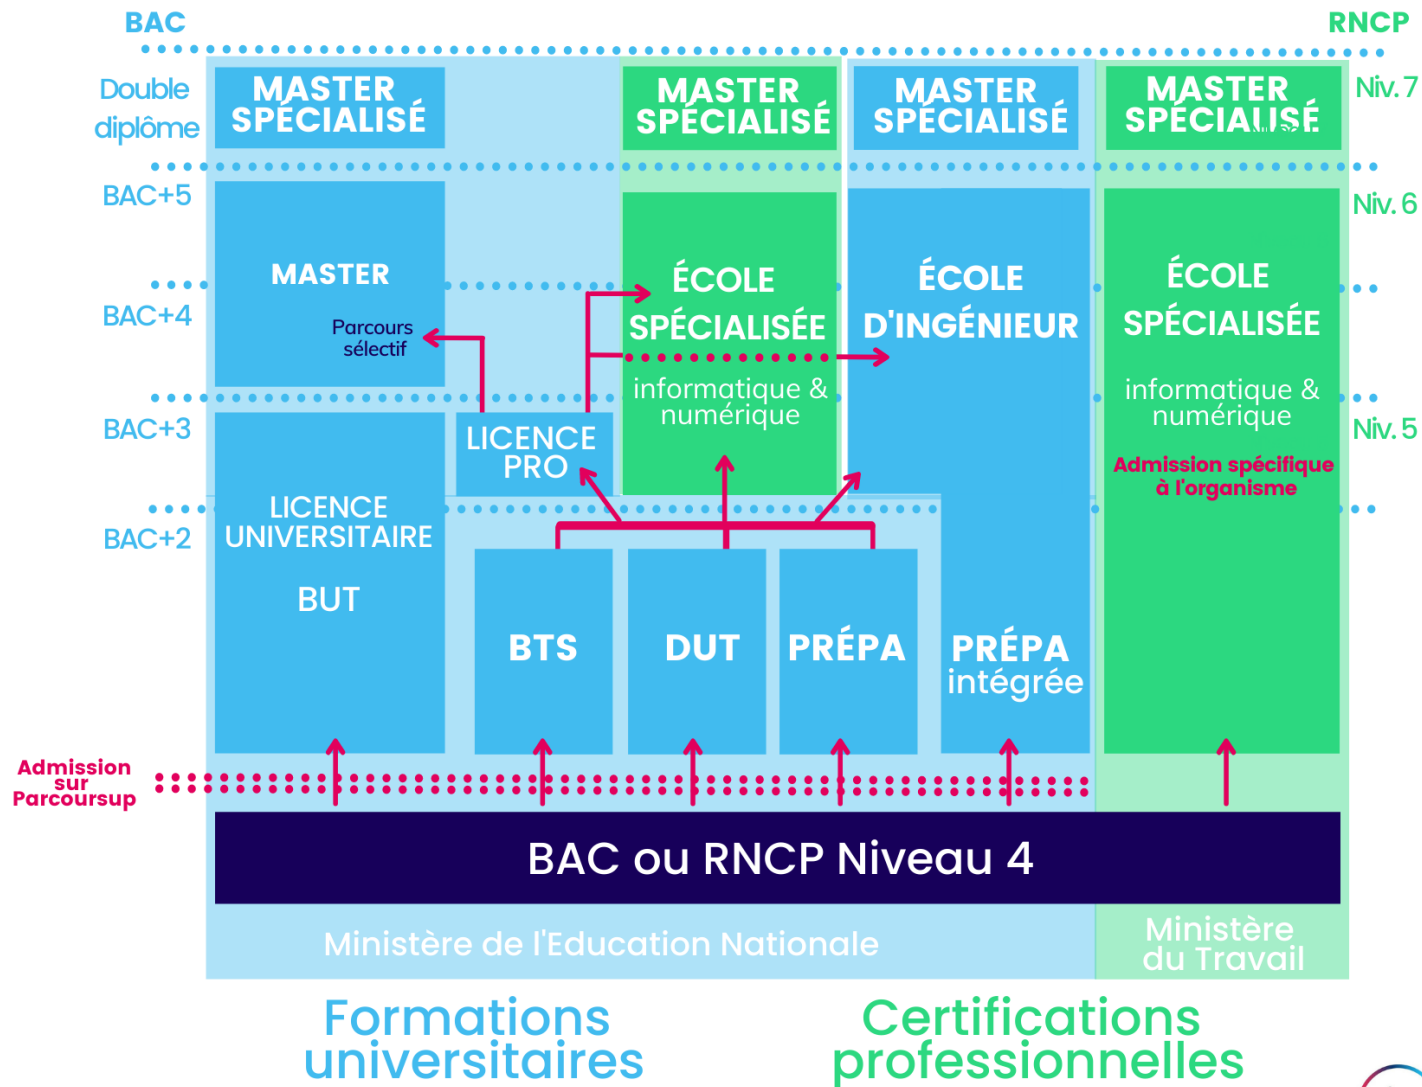 BAC
RNCP
Double
diplôme
MASTER
SPÉCIALISÉ
MASTER
SPÉCIALISÉ
MASTER
SPÉCIALISÉ
MASTER
SPÉCIALISÉ
Niv. 7
BAC+5
Niv. 6
MASTER
ÉCOLE
SPÉCIALISÉE
ÉCOLE
D'INGÉNIEUR
ÉCOLE
SPÉCIALISÉE
BAC+4
Parcours
sélectif
informatique &
numérique
informatique &
numérique
BAC+3
LICENCE
PRO
Niv. 5
Admission spécifique
à l'organisme
LICENCE
UNIVERSITAIRE
BUT
BAC+2
BTS
DUT
PRÉPA
PRÉPA
intégrée
Admission
sur
Parcoursup
BAC ou RNCP Niveau 4
Ministère de l'Education Nationale
Ministère
du Travail
Formations
universitaires
Certifications
professionnelles